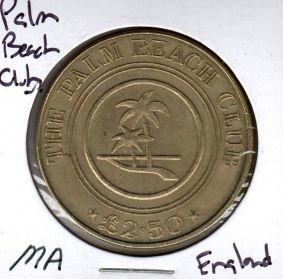 Palm
Beach
Club
THE PALM BEACH CLUB
£2·50
MA
England